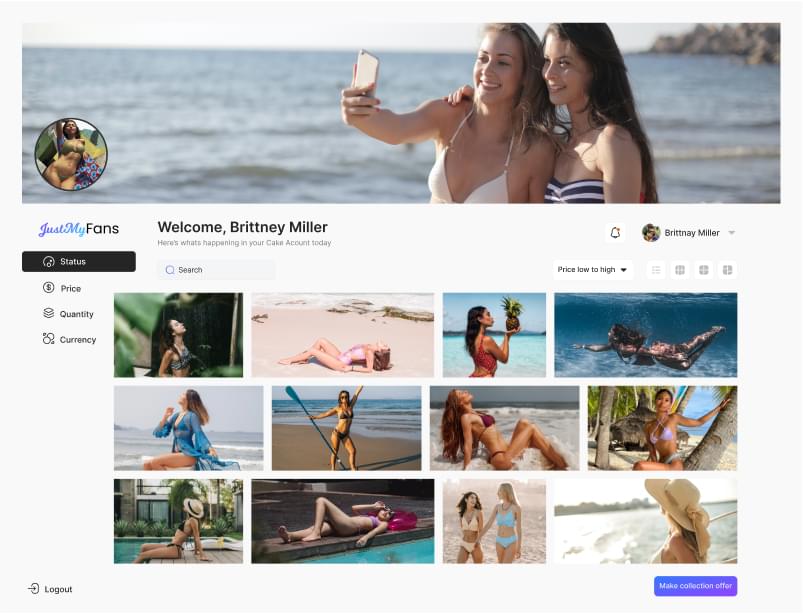 JustMyFans
Welcome, Brittney Miller
Here's whats happening in your Cake Acount today
Brittnay Miller
Status
Search
Price low to high
Price
Quantity
Currency
Logout
Make collection offer